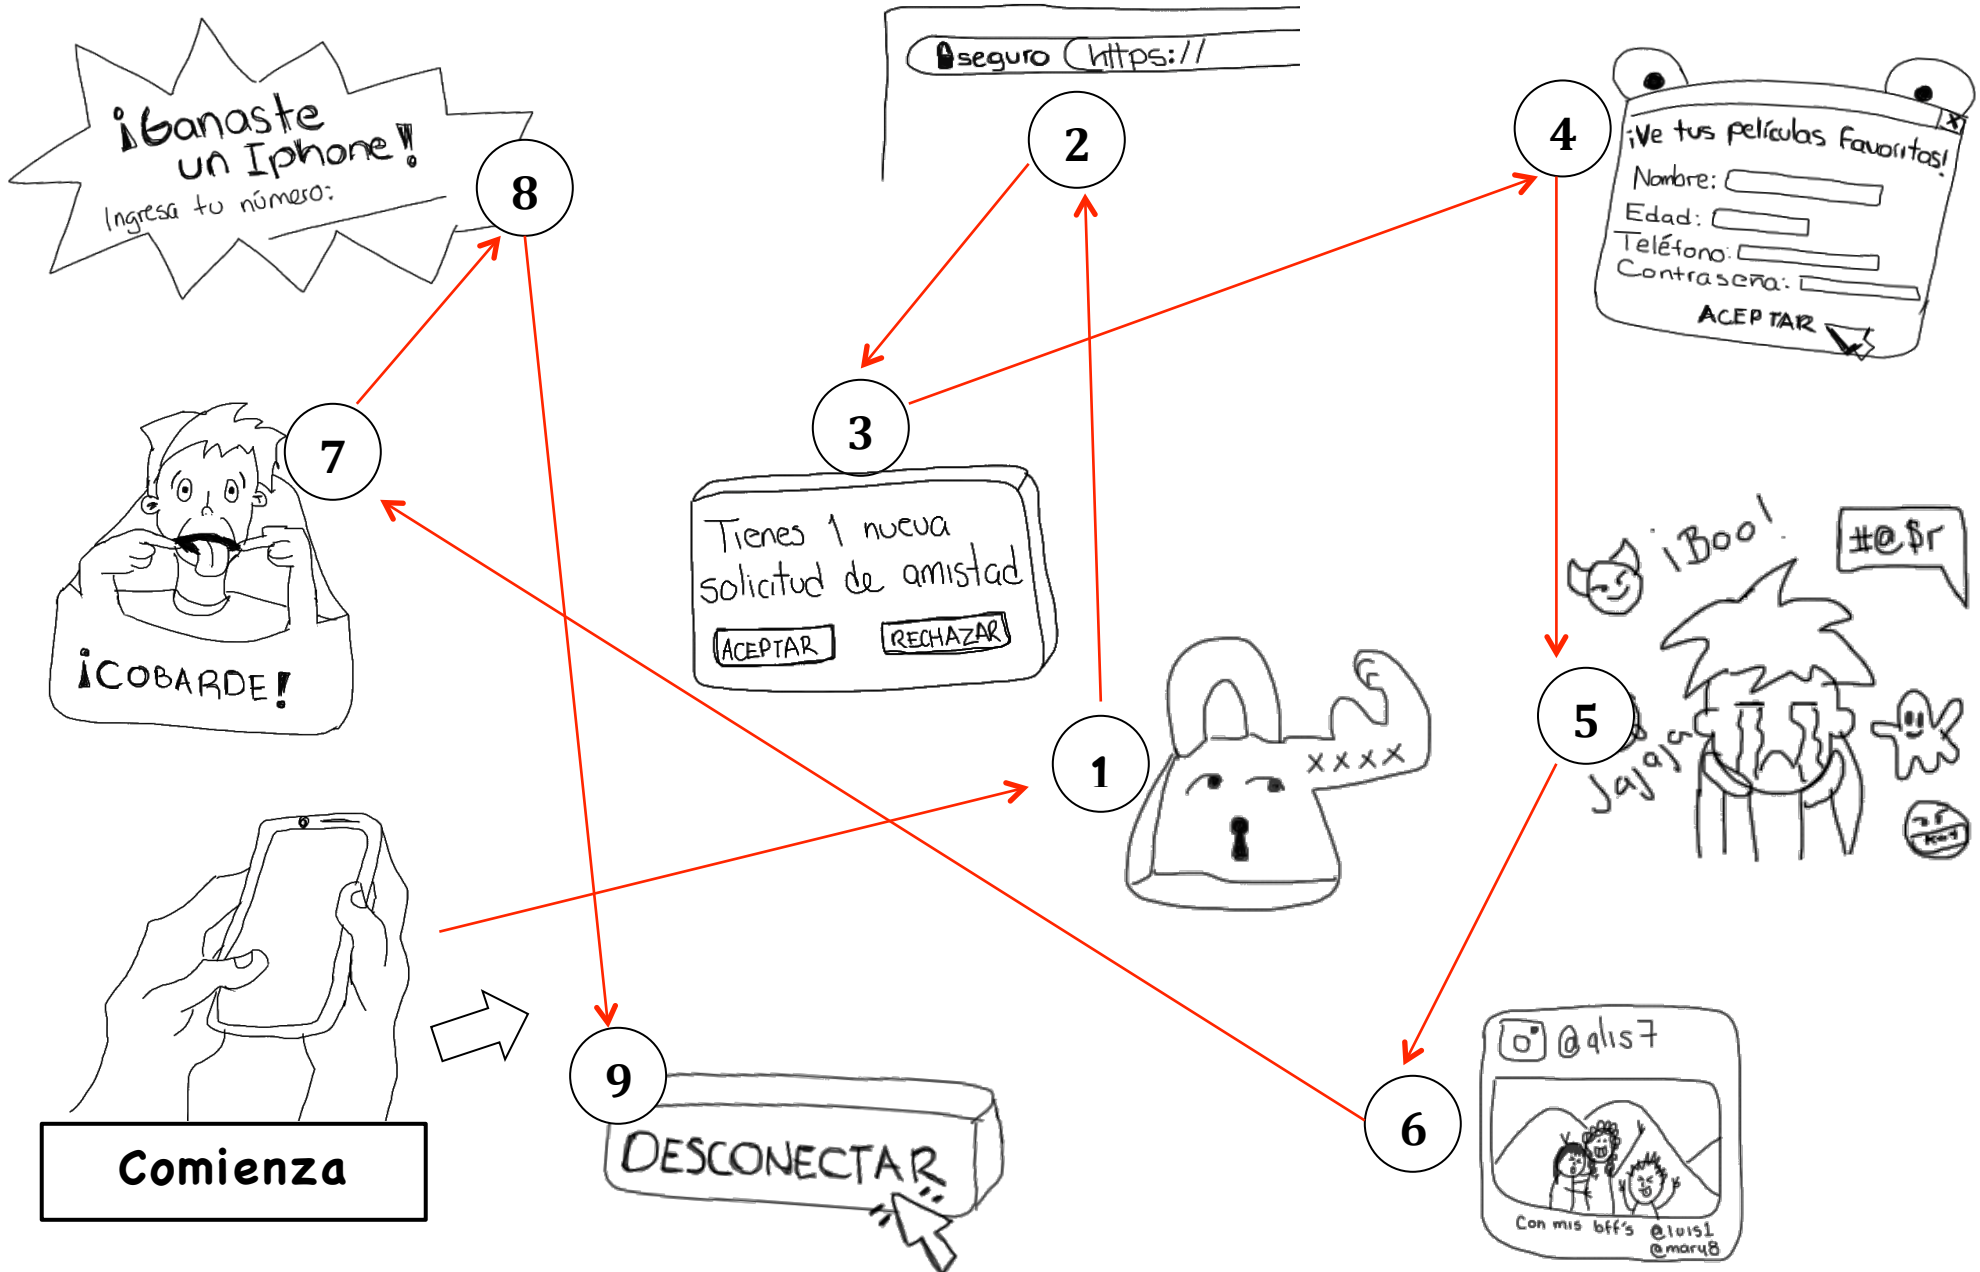 ¡Ganaste
un Iphone!
Ingresa tu número:
8
seguro https://
2
4
¡Ve tus películas favoritas!
X
Nombre:
Edad:
Teléfono:
Contraseña:
ACEPTAR
3
Tienes 1 nueva
solicitud de amistad
ACEPTAR RECHAZAR
7
¡COBARDE!
1
xxxx
¡Boo!
#@$r
5
Jajaja
Comienza
9
DESCONECTAR
6
@alis7
Con mis bff's @luis1
@mary8